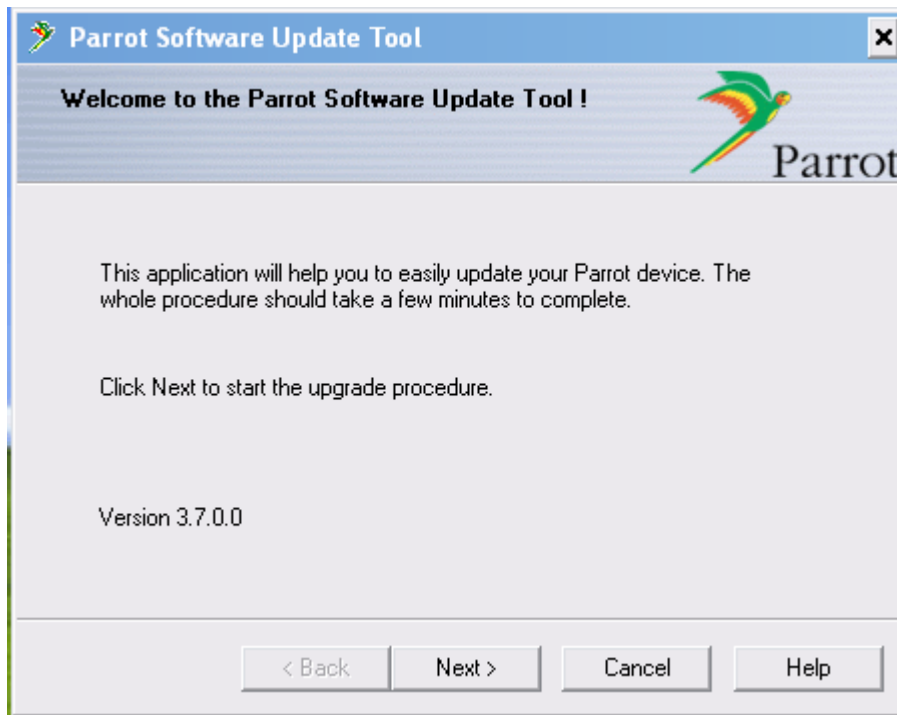 Parrot Software Update Tool
Welcome to the Parrot Software Update Tool !
Parrot
This application will help you to easily update your Parrot device. The
whole procedure should take a few minutes to complete.
Click Next to start the upgrade procedure.
Version 3.7.0.0
< Back Next > Cancel Help